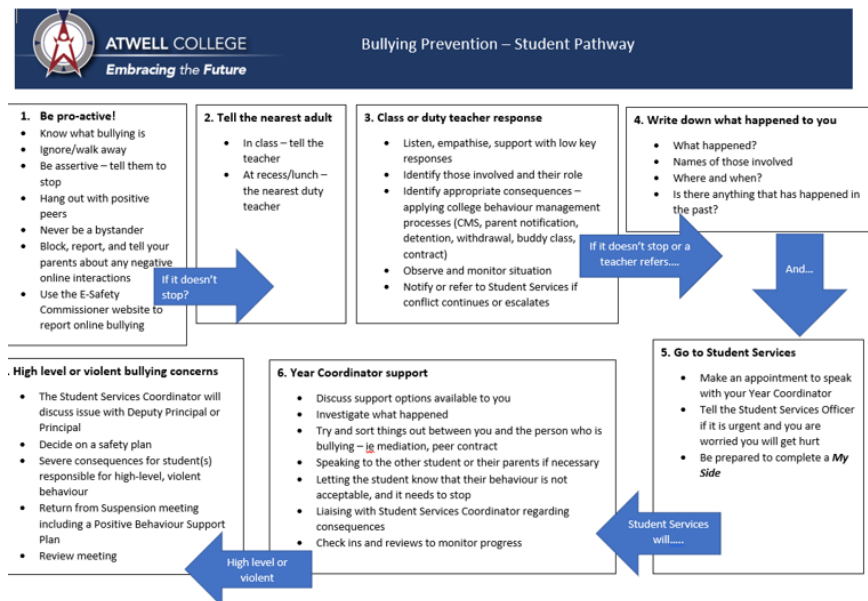 ATWELL COLLEGE
Embracing the Future
Bullying Prevention – Student Pathway
1. Be pro-active!
• Know what bullying is
• Ignore/walk away
• Be assertive – tell them to
stop
• Hang out with positive
peers
• Never be a bystander
• Block, report, and tell your
parents about any negative
online interactions
• Use the E-Safety
Commissioner website to
report online bullying
If it doesn't
stop?
2. Tell the nearest adult
• In class – tell the
teacher
• At recess/lunch –
the nearest duty
teacher
3. Class or duty teacher response
• Listen, empathise, support with low key
responses
• Identify those involved and their role
• Identify appropriate consequences –
applying college behaviour management
processes (CMS, parent notification,
detention, withdrawal, buddy class,
contract)
• Observe and monitor situation
• Notify or refer to Student Services if
conflict continues or escalates
If it doesn't stop or a
teacher refers....
4. Write down what happened to you
• What happened?
• Names of those involved
• Where and when?
• Is there anything that has happened in
the past?
And...
5. Go to Student Services
• Make an appointment to speak
with your Year Coordinator
• Tell the Student Services Officer
if it is urgent and you are
worried you will get hurt
• Be prepared to complete a My
Side
Student Services
will.....
6. Year Coordinator support
• Discuss support options available to you
• Investigate what happened
• Try and sort things out between you and the person who is
bullying – ie mediation, peer contract
• Speaking to the other student or their parents if necessary
• Letting the student know that their behaviour is not
acceptable, and it needs to stop
• Liaising with Student Services Coordinator regarding
consequences
• Check ins and reviews to monitor progress
High level or
violent
. High level or violent bullying concerns
• The Student Services Coordinator will
discuss issue with Deputy Principal or
Principal
• Decide on a safety plan
• Severe consequences for student(s)
responsible for high-level, violent
behaviour
• Return from Suspension meeting
including a Positive Behaviour Support
Plan
• Review meeting